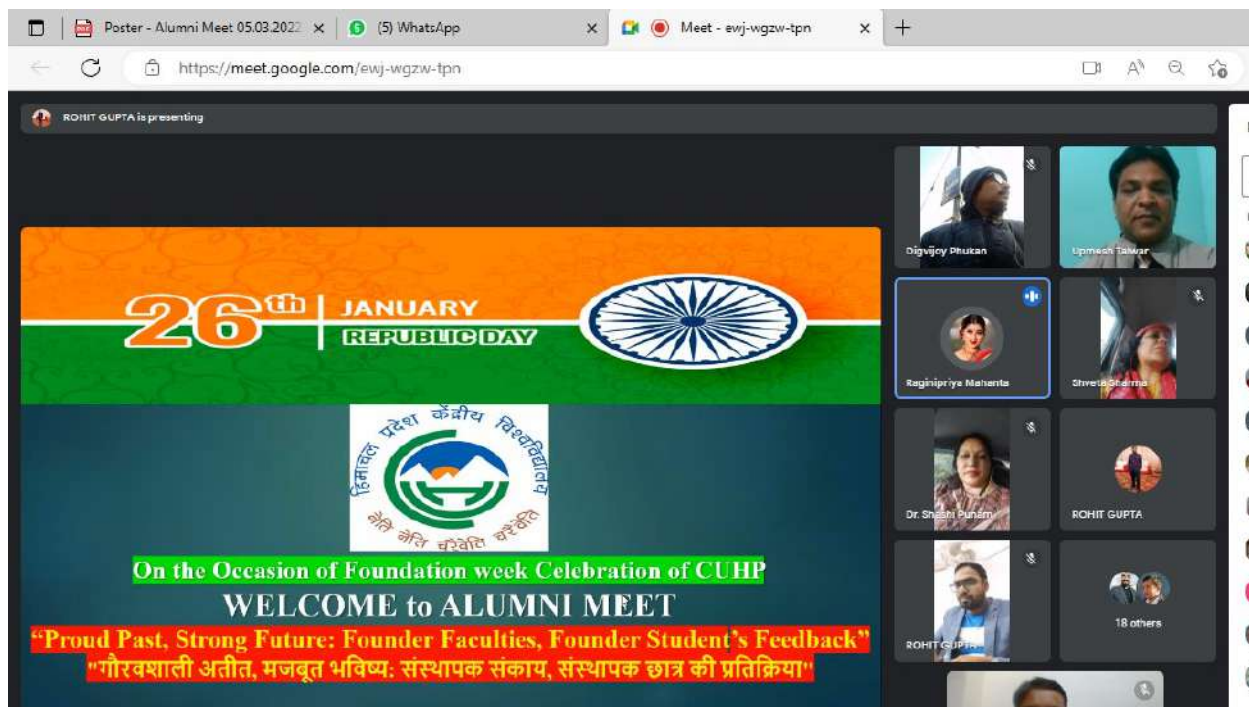 Poster - Alumni Meet 05.03.2022
(5) WhatsApp
Meet - ewj-wgzw-tpn
https://meet.google.com/ewj-wgzw-tpn
ROHIT GUPTA is presenting
26th JANUARY
REPUBLIC DAY
हिमाचल प्रदेश केंद्रीय विश्वविद्यालय
नेति नेति चरैवेति चरैवेति
On the Occasion of Foundation week Celebration of CUHP
WELCOME to ALUMNI MEET
“Proud Past, Strong Future: Founder Faculties, Founder Student’s Feedback”
"गौरवशाली अतीत, मजबूत भविष्य: संस्थापक संकाय, संस्थापक छात्र की प्रतिक्रिया"
Digvijoy Phukan
Upmesh Talwar
Raginipriya Mahanta
Shveta Sharma
Dr. Shashi Punam
ROHIT GUPTA
ROHIT GUPTA
18 others